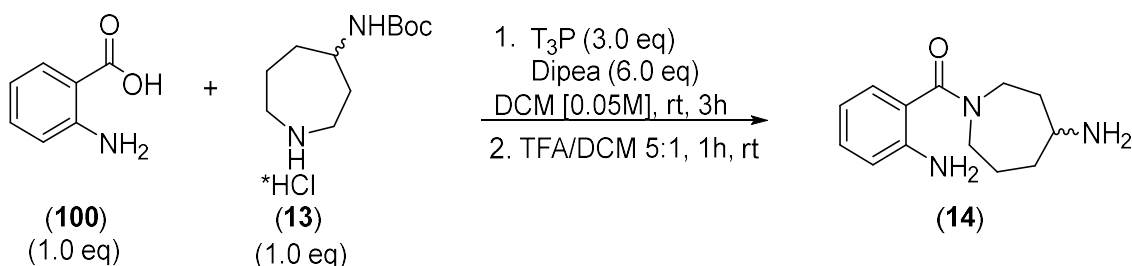 O
OH
NH2
(100)
(1.0 eq)
+
NHBoc
N
H
*HCl
(13)
(1.0 eq)
1. T3P (3.0 eq)
Dipea (6.0 eq)
DCM [0.05M], rt, 3h
2. TFA/DCM 5:1, 1h, rt
O
N
NH2
NH2
(14)